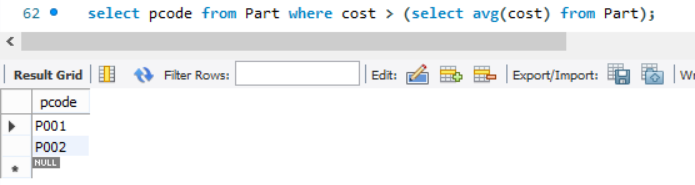 62 select pcode from Part where cost > (select avg(cost) from Part);
Result Grid Filter Rows: Edit: Export/Import: Wr
pcode
P001
P002
NULL